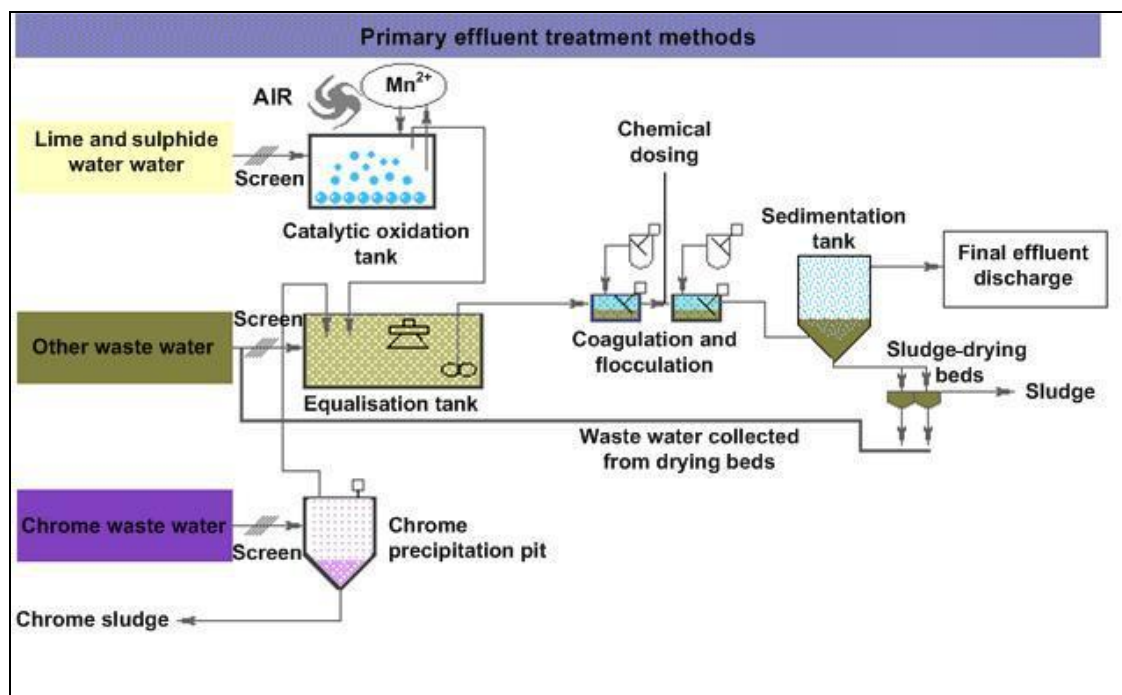 Primary effluent treatment methods
AIR
Mn2+
Lime and sulphide
water water
Screen
Catalytic oxidation
tank
Chemical
dosing
Sedimentation
tank
Final effluent
discharge
Screen
Other waste water
Equalisation tank
Coagulation and
flocculation
Sludge-drying
beds
Sludge
Waste water collected
from drying beds
Chrome waste water
Screen
Chrome
precipitation pit
Chrome sludge